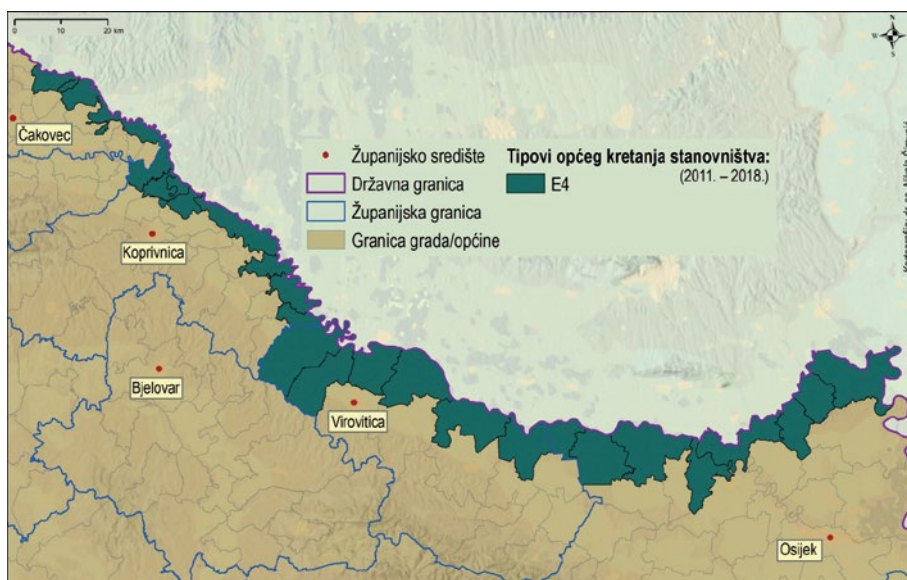 0 10 20 km
N
W E
S
Čakovec
Županijsko središte
Državna granica
Županijska granica
Granica grada/općine
Tipovi općeg kretanja stanovništva:
(2011. – 2018.)
E4
Koprivnica
Bjelovar
Virovitica
Osijek